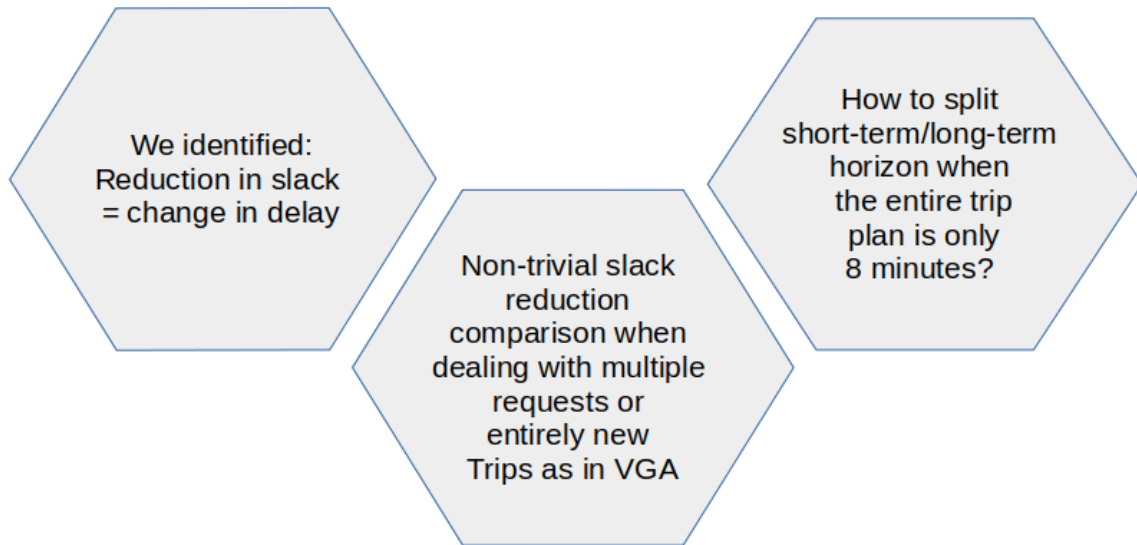 We identified:
Reduction in slack
= change in delay
Non-trivial slack
reduction
comparison when
dealing with multiple
requests or
entirely new
Trips as in VGA
How to split
short-term/long-term
horizon when
the entire trip
plan is only
8 minutes?